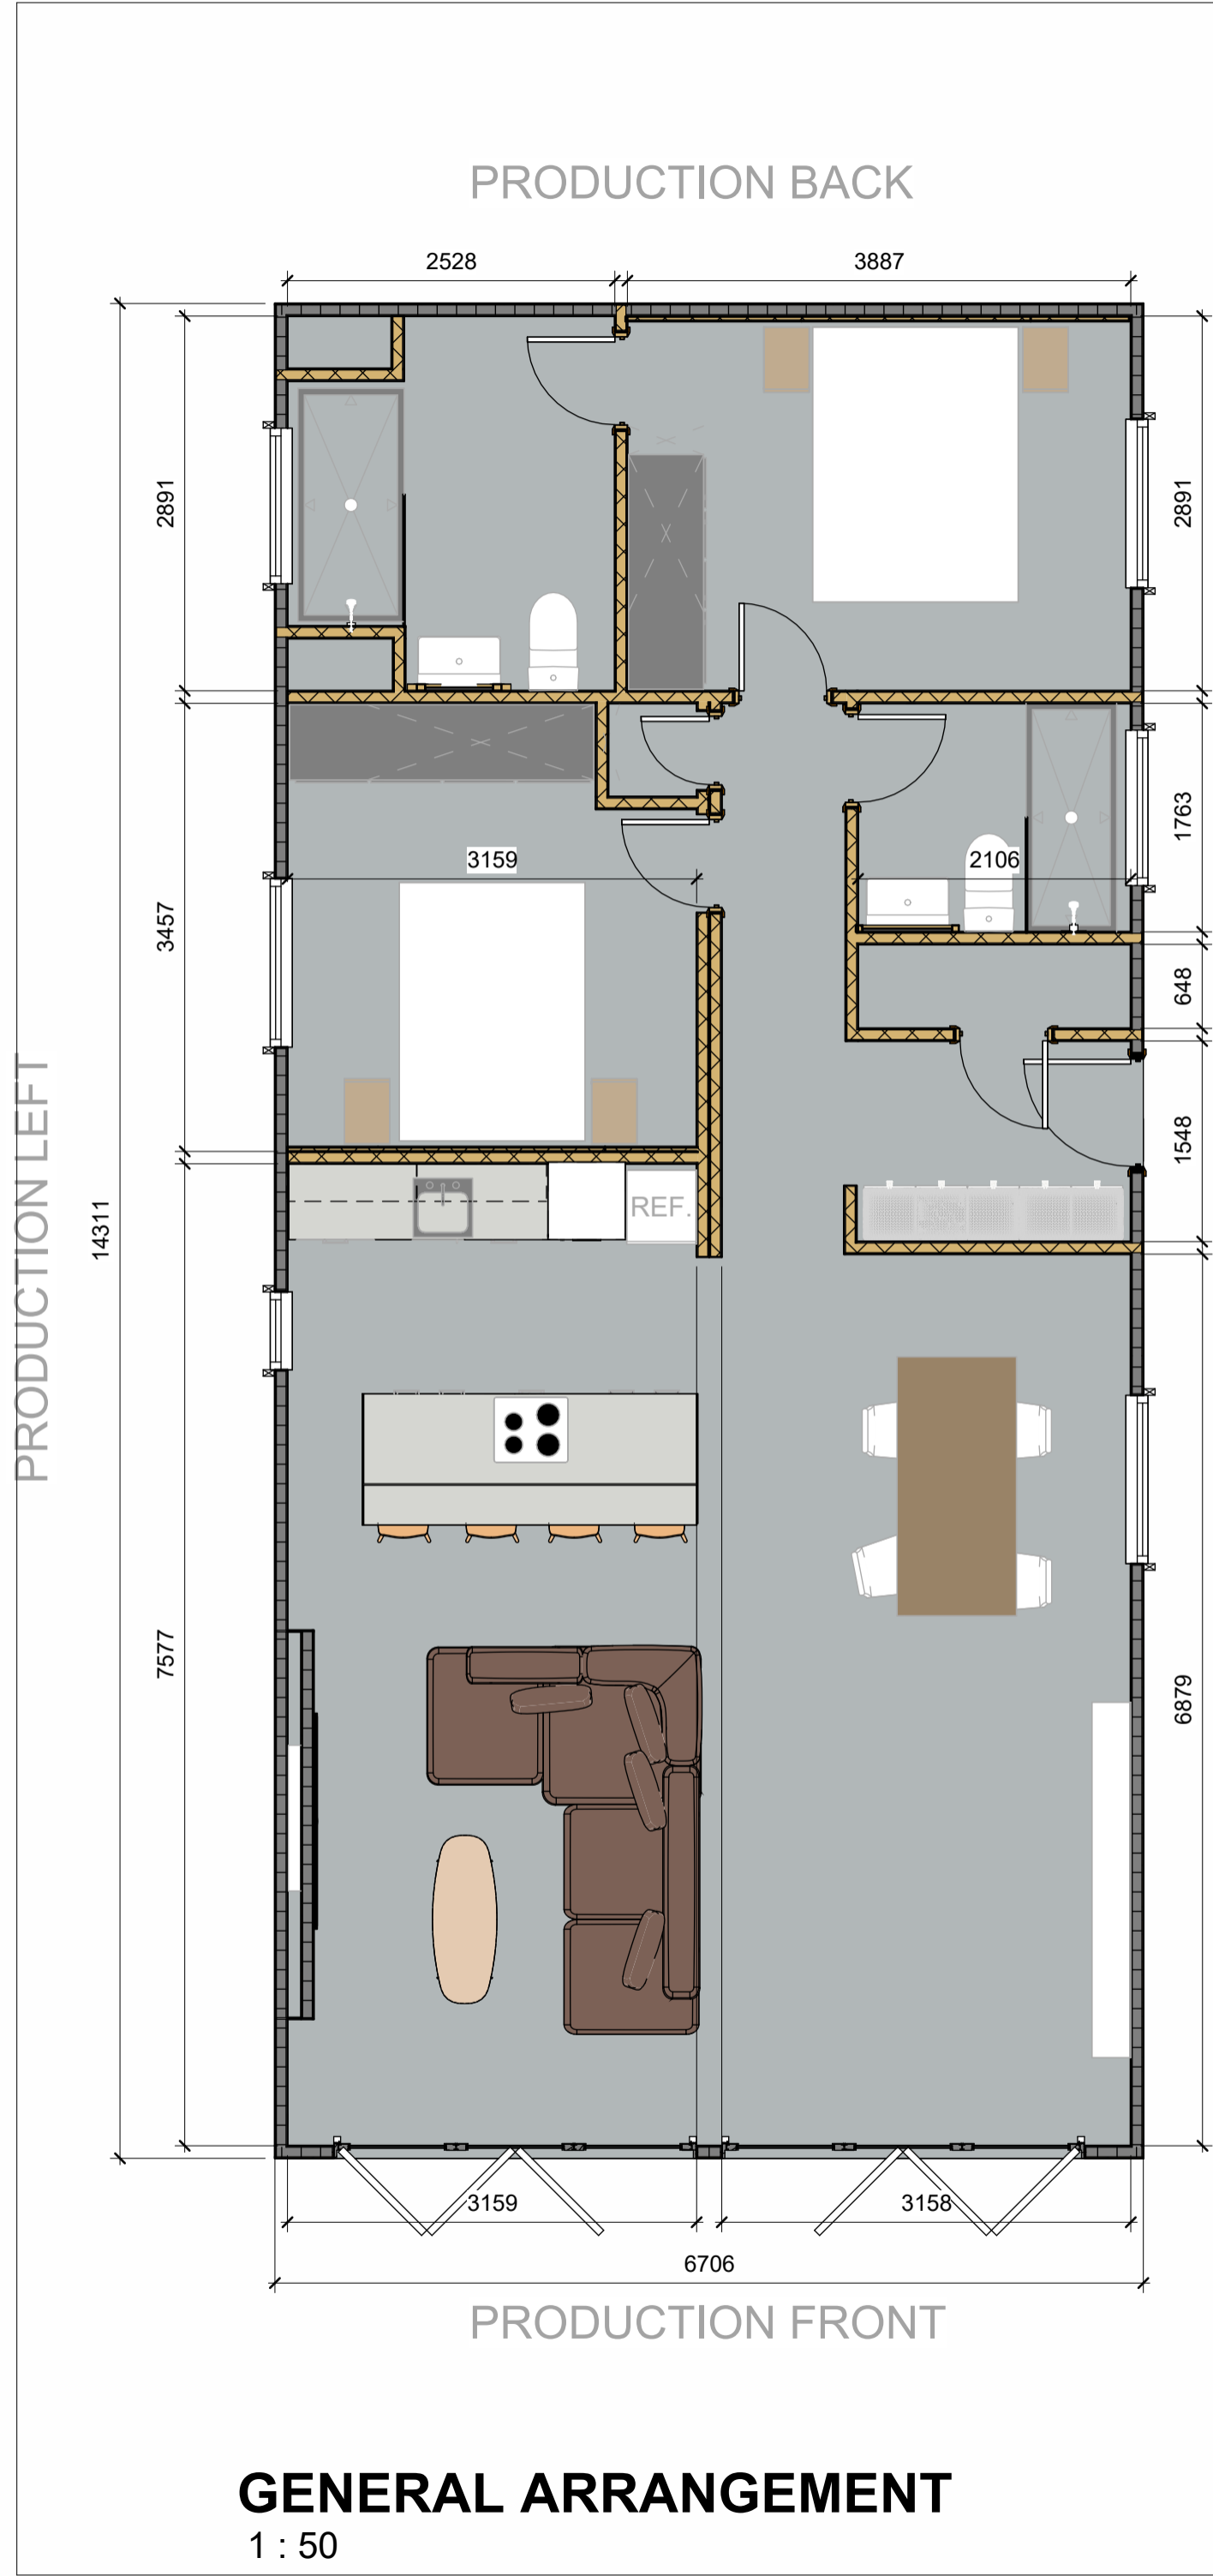 PRODUCTION BACK
2528
3887
2891
2891
3457
3159
2106
1763
648
1548
REF.
PRODUCTION LEFT
14311
7577
6879
3159
3158
6706
PRODUCTION FRONT
GENERAL ARRANGEMENT
1 : 50